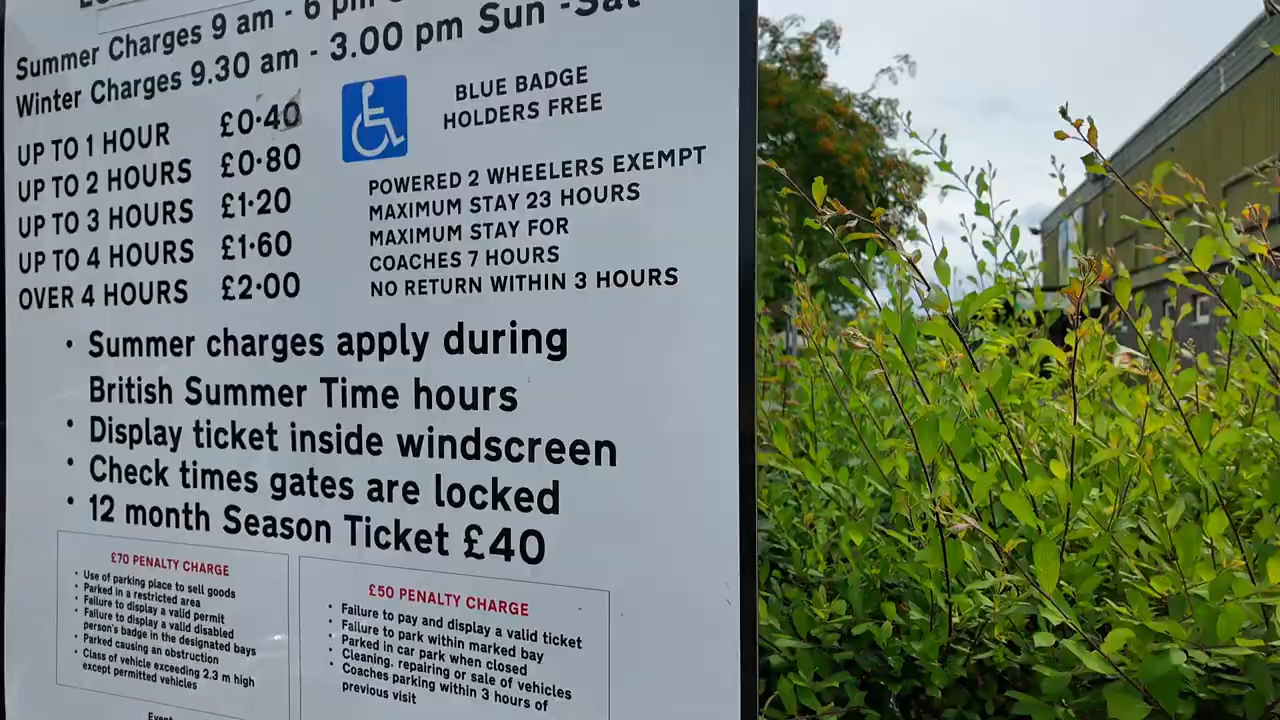 Summer Charges 9 am - 6 pm
Winter Charges 9.30 am - 3.00 pm Sun -Sat
UP TO 1 HOUR £0·40
UP TO 2 HOURS £0·80
UP TO 3 HOURS £1·20
UP TO 4 HOURS £1·60
OVER 4 HOURS £2·00
BLUE BADGE
HOLDERS FREE
POWERED 2 WHEELERS EXEMPT
MAXIMUM STAY 23 HOURS
MAXIMUM STAY FOR
COACHES 7 HOURS
NO RETURN WITHIN 3 HOURS
· Summer charges apply during
British Summer Time hours
· Display ticket inside windscreen
· Check times gates are locked
· 12 month Season Ticket £40
£70 PENALTY CHARGE
• Use of parking place to sell goods
• Parked in a restricted area
• Failure to display a valid permit
• Failure to display a valid disabled
person's badge in the designated bays
• Parked causing an obstruction
• Class of vehicle exceeding 2.3 m high
except permitted vehicles
£50 PENALTY CHARGE
• Failure to pay and display a valid ticket
• Failure to park within marked bay
• Parked in car park when closed
• Cleaning, repairing or sale of vehicles
• Coaches parking within 3 hours of
previous visit